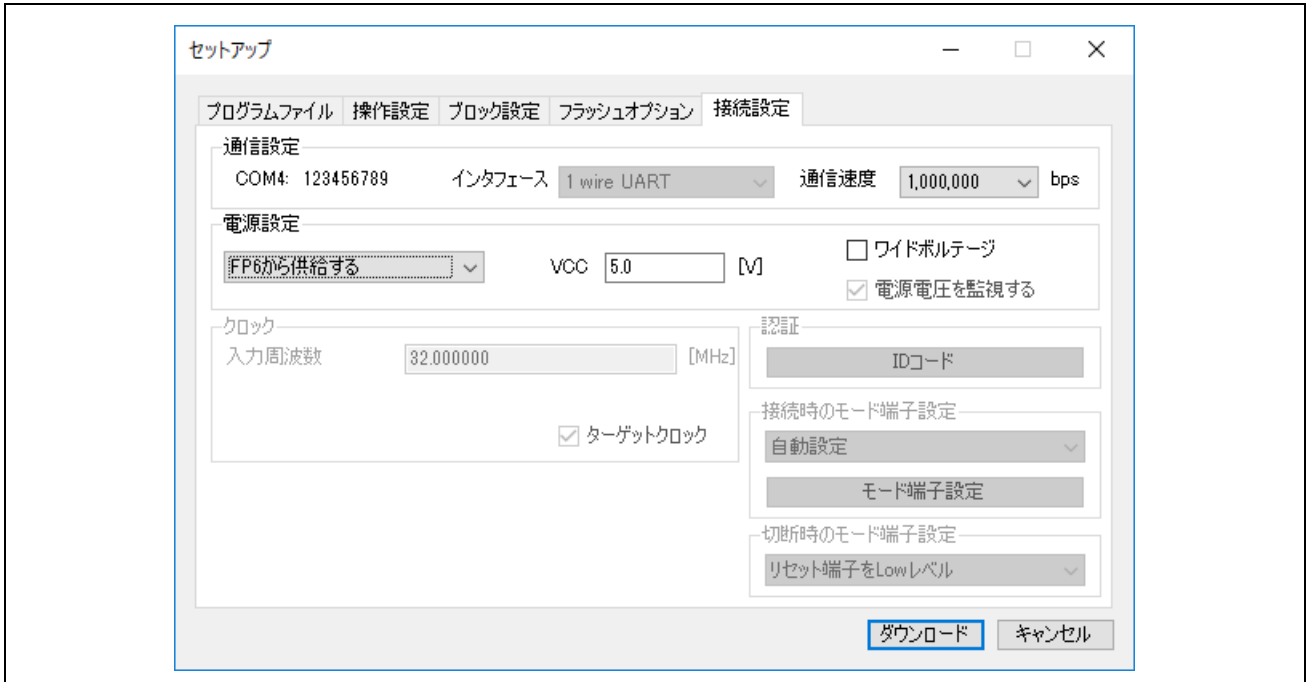 セットアップ
プログラムファイル 操作設定 ブロック設定 フラッシュオプション 接続設定
通信設定
COM4: 123456789 インタフェース 1 wire UART 通信速度 1,000,000 bps
電源設定
FP6から供給する VCC 5.0 [V] ワイドボルテージ
電源電圧を監視する
クロック
入力周波数 32.000000 [MHz]
ターゲットクロック
認証
IDコード
接続時のモード端子設定
自動設定
モード端子設定
切断時のモード端子設定
リセット端子をLowレベル
ダウンロード キャンセル